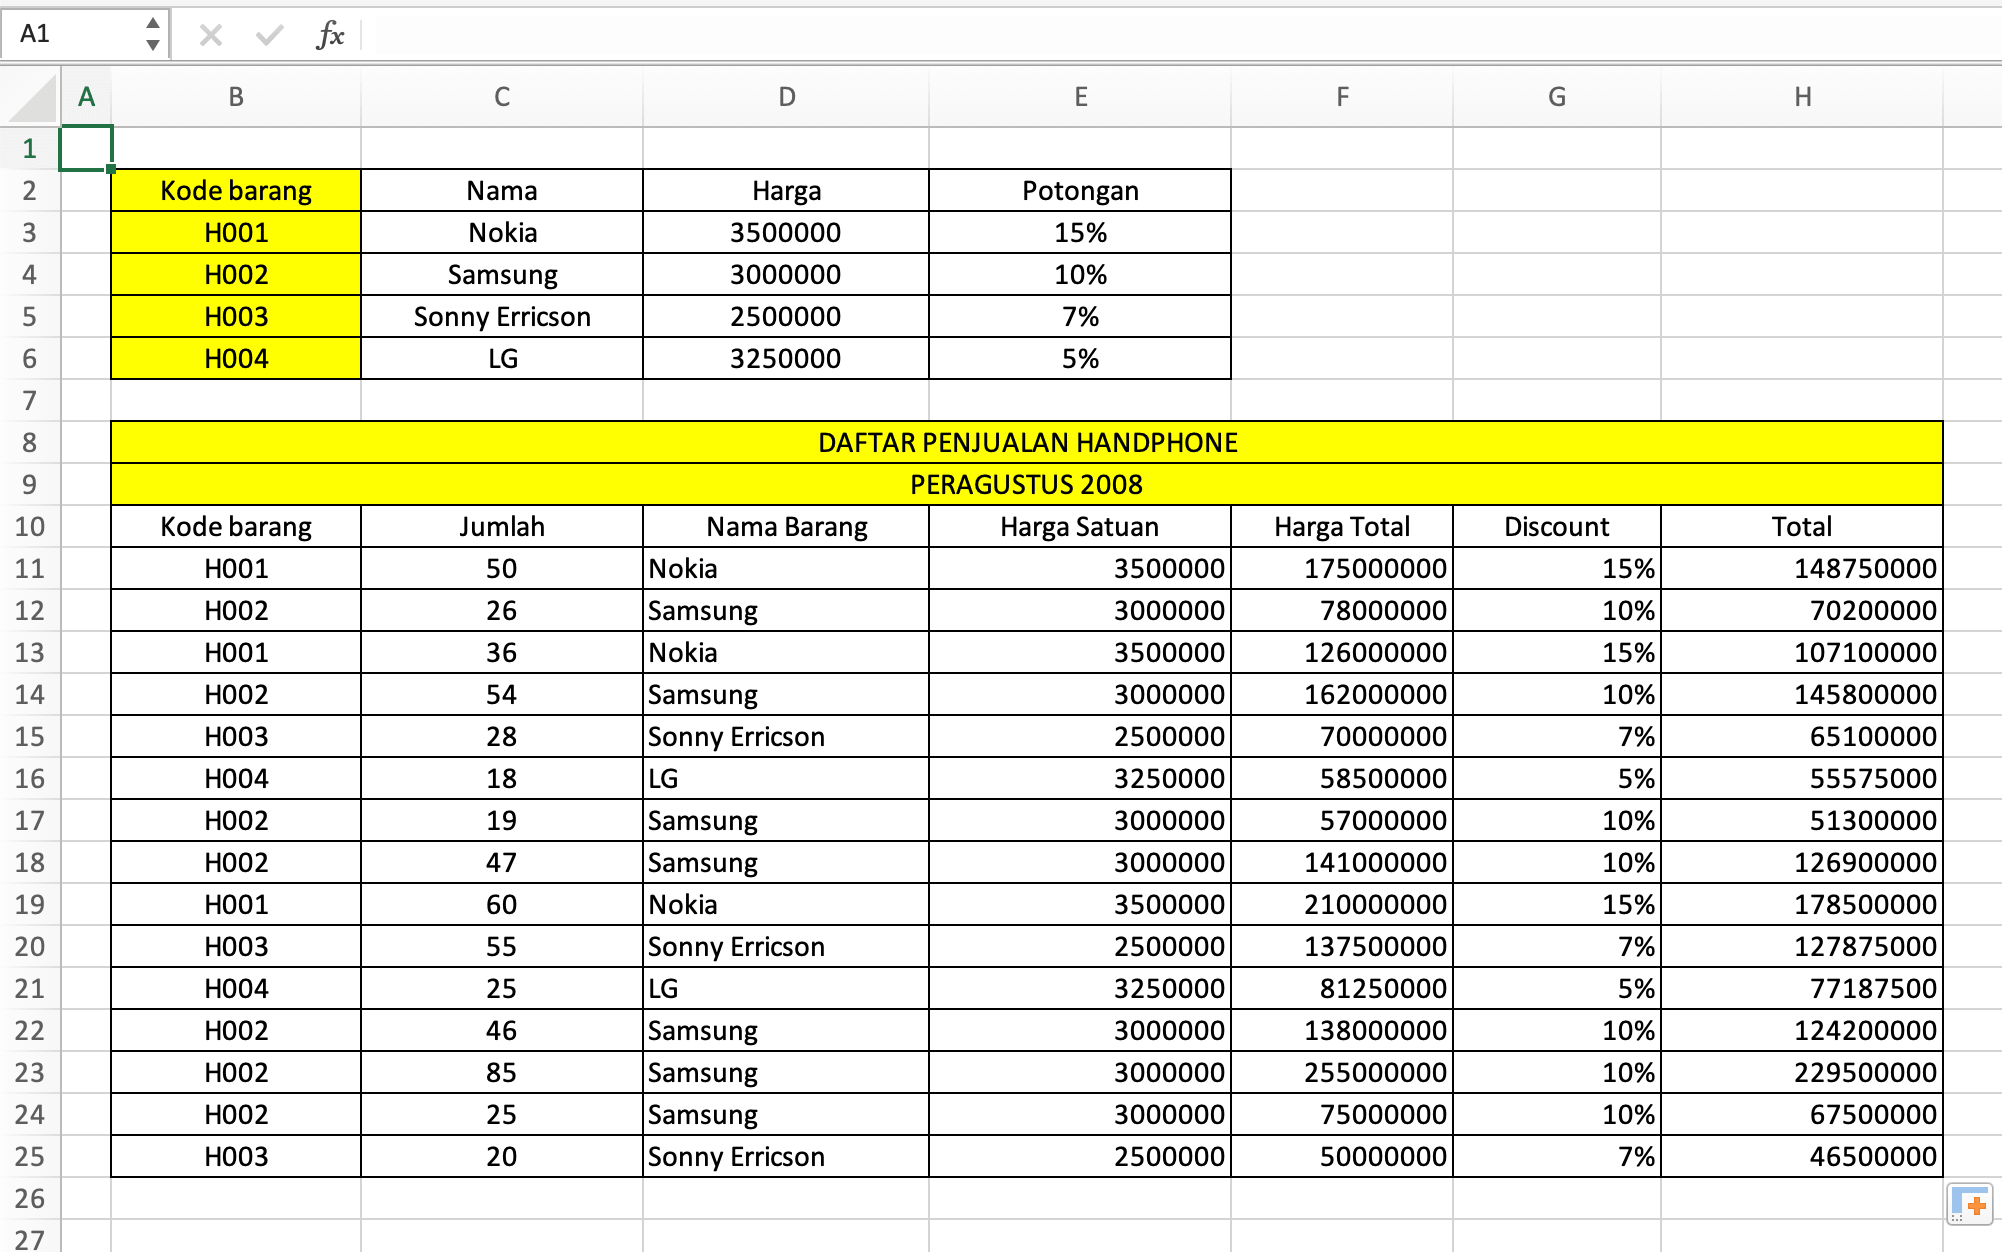 A1 fx
A B C D E F G H
1
2 Kode barang Nama Harga Potongan
3 H001 Nokia 3500000 15%
4 H002 Samsung 3000000 10%
5 H003 Sonny Erricson 2500000 7%
6 H004 LG 3250000 5%
7
8 DAFTAR PENJUALAN HANDPHONE
9 PERAGUSTUS 2008
10 Kode barang Jumlah Nama Barang Harga Satuan Harga Total Discount Total
11 H001 50 Nokia 3500000 175000000 15% 148750000
12 H002 26 Samsung 3000000 78000000 10% 70200000
13 H001 36 Nokia 3500000 126000000 15% 107100000
14 H002 54 Samsung 3000000 162000000 10% 145800000
15 H003 28 Sonny Erricson 2500000 70000000 7% 65100000
16 H004 18 LG 3250000 58500000 5% 55575000
17 H002 19 Samsung 3000000 57000000 10% 51300000
18 H002 47 Samsung 3000000 141000000 10% 126900000
19 H001 60 Nokia 3500000 210000000 15% 178500000
20 H003 55 Sonny Erricson 2500000 137500000 7% 127875000
21 H004 25 LG 3250000 81250000 5% 77187500
22 H002 46 Samsung 3000000 138000000 10% 124200000
23 H002 85 Samsung 3000000 255000000 10% 229500000
24 H002 25 Samsung 3000000 75000000 10% 67500000
25 H003 20 Sonny Erricson 2500000 50000000 7% 46500000
26
27